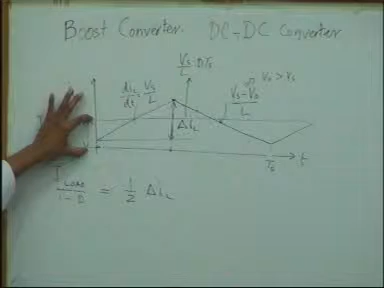 Boost Converter. DC-DC Converter
Vs/L · DTs
diL/dt = Vs/L
Vo > Vs
Vs-Vo/L
ΔiL
Ts
t
ILOAD/1-D = 1/2 ΔiL